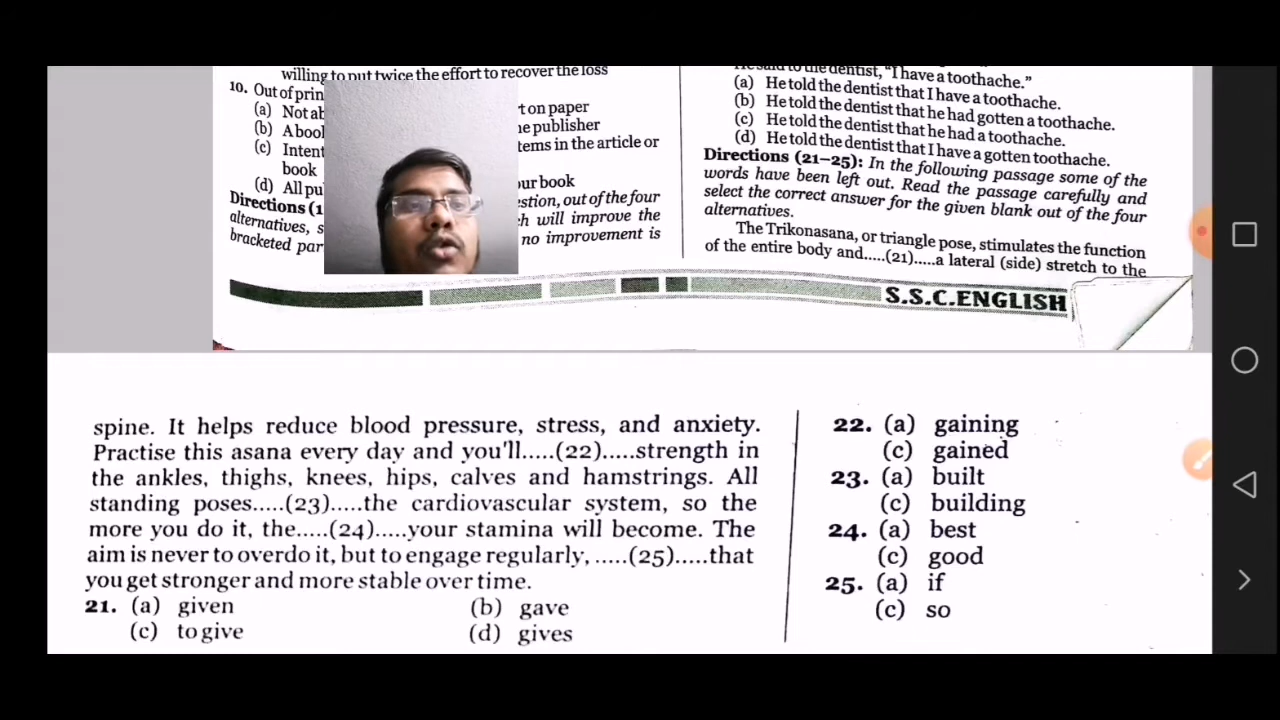 willing to put twice the effort to recover the loss
10. Out of prin
(a) Not ab
t on paper
(b) A bool
he publisher
(c) Intent
tems in the article or
book
(d) All pu
our book
Directions (1
estion, out of the four
alternatives, s
ch will improve the
bracketed par
no improvement is
He said to the dentist, "I have a toothache."
(a) He told the dentist that I have a toothache.
(b) He told the dentist that he had gotten a toothache.
(c) He told the dentist that he had a toothache.
(d) He told the dentist that I have a gotten toothache.
Directions (21–25): In the following passage some of the
words have been left out. Read the passage carefully and
select the correct answer for the given blank out of the four
alternatives.
The Trikonasana, or triangle pose, stimulates the function
of the entire body and.....(21).....a lateral (side) stretch to the
S.S.C.ENGLISH
spine. It helps reduce blood pressure, stress, and anxiety.
Practise this asana every day and you'll.....(22).....strength in
the ankles, thighs, knees, hips, calves and hamstrings. All
standing poses.....(23).....the cardiovascular system, so the
more you do it, the.....(24).....your stamina will become. The
aim is never to overdo it, but to engage regularly, .....(25).....that
you get stronger and more stable over time.
21. (a) given (b) gave
(c) to give (d) gives
22. (a) gaining
(c) gained
23. (a) built
(c) building
24. (a) best
(c) good
25. (a) if
(c) so